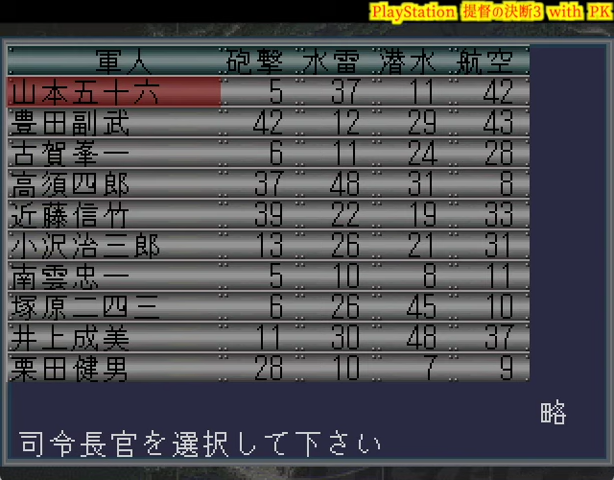 PlayStation 提督の決断3 with PK
軍人 砲撃 水雷 潜水 航空
山本五十六 5 37 11 42
豊田副武 42 12 29 43
古賀峯一 6 11 24 28
高須四郎 37 48 31 8
近藤信竹 39 22 19 33
小沢治三郎 13 26 21 31
南雲忠一 5 10 8 11
塚原二四三 6 26 45 10
井上成美 11 30 48 37
栗田健男 28 10 7 9
略
司令長官を選択して下さい